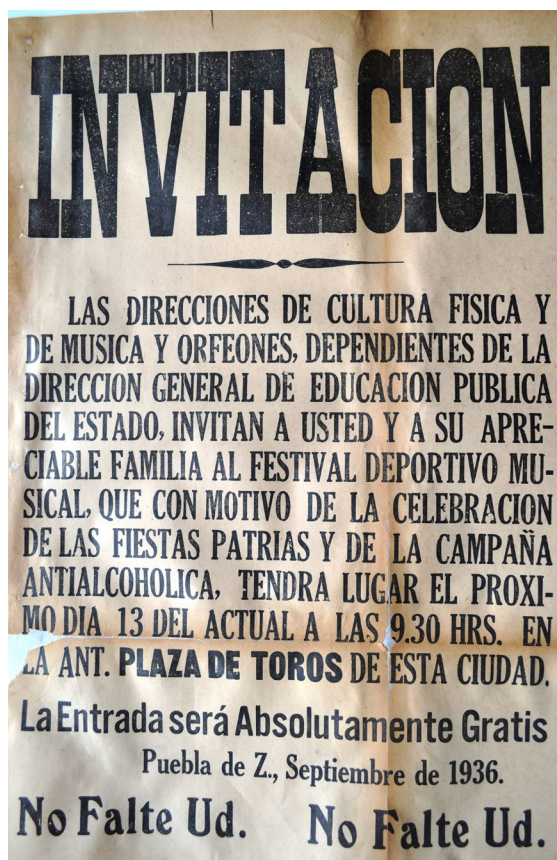 INVITACION
LAS DIRECCIONES DE CULTURA FISICA Y
DE MUSICA Y ORFEONES, DEPENDIENTES DE LA
DIRECCION GENERAL DE EDUCACION PUBLICA
DEL ESTADO, INVITAN A USTED Y A SU APRE-
CIABLE FAMILIA AL FESTIVAL DEPORTIVO MU-
SICAL, QUE CON MOTIVO DE LA CELEBRACION
DE LAS FIESTAS PATRIAS Y DE LA CAMPAÑA
ANTIALCOHOLICA, TENDRA LUGAR EL PROXI-
MO DIA 13 DEL ACTUAL A LAS 9.30 HRS. EN
LA ANT. PLAZA DE TOROS DE ESTA CIUDAD.
La Entrada será Absolutamente Gratis
Puebla de Z., Septiembre de 1936.
No Falte Ud. No Falte Ud.